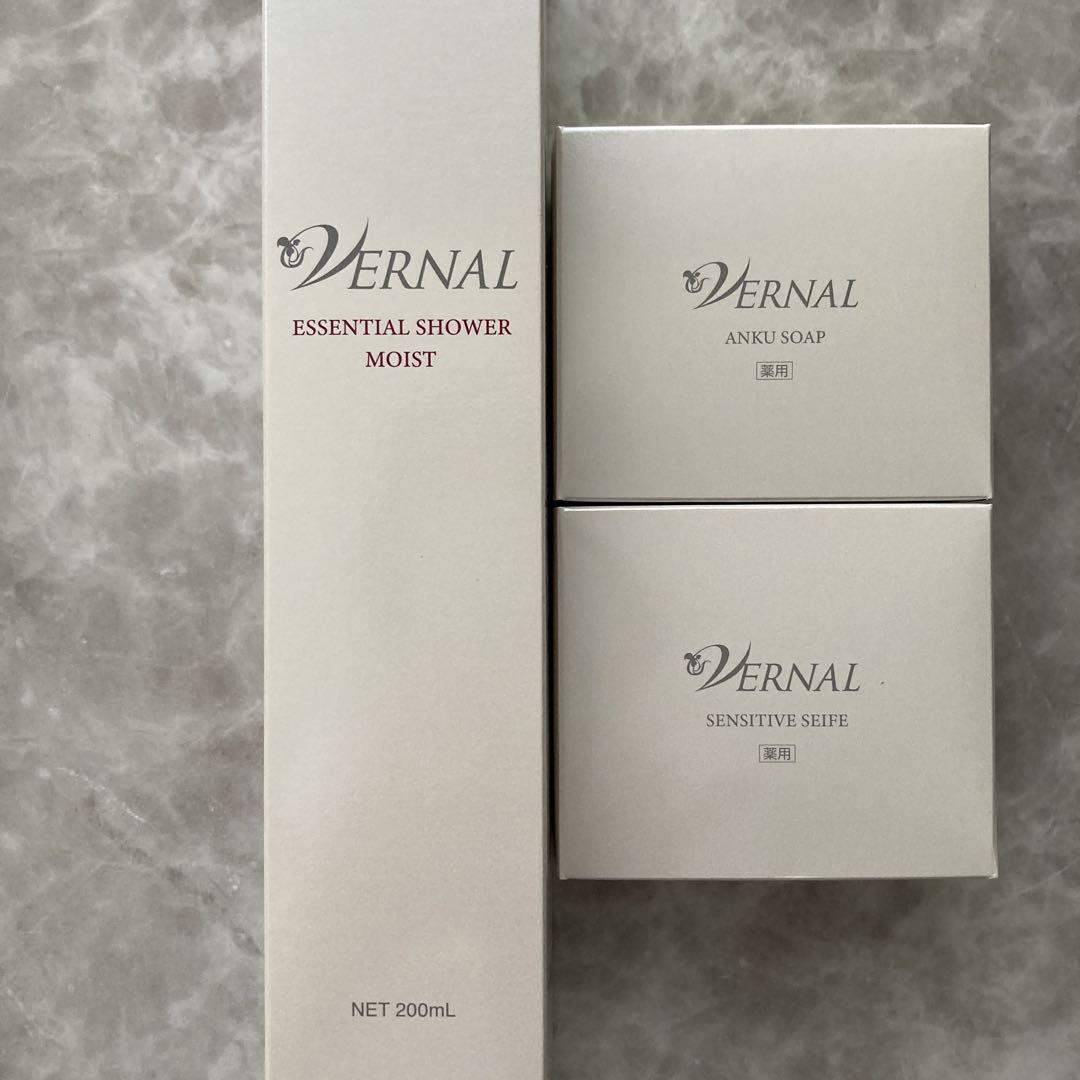 VERNAL
ESSENTIAL SHOWER
MOIST
NET 200mL
VERNAL
ANKU SOAP
薬用
VERNAL
SENSITIVE SEIFE
薬用